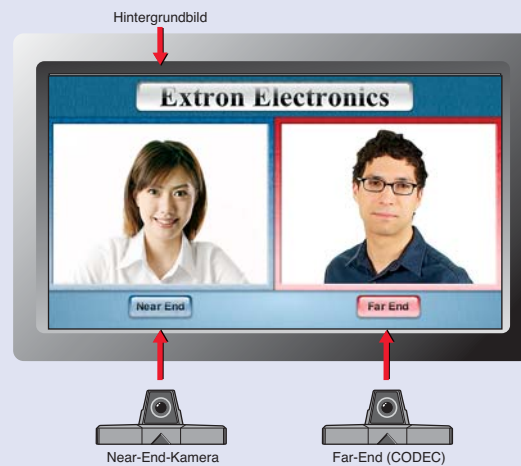 Hintergrundbild
Extron Electronics
Near End
Far End
Near-End-Kamera
Far-End (CODEC)